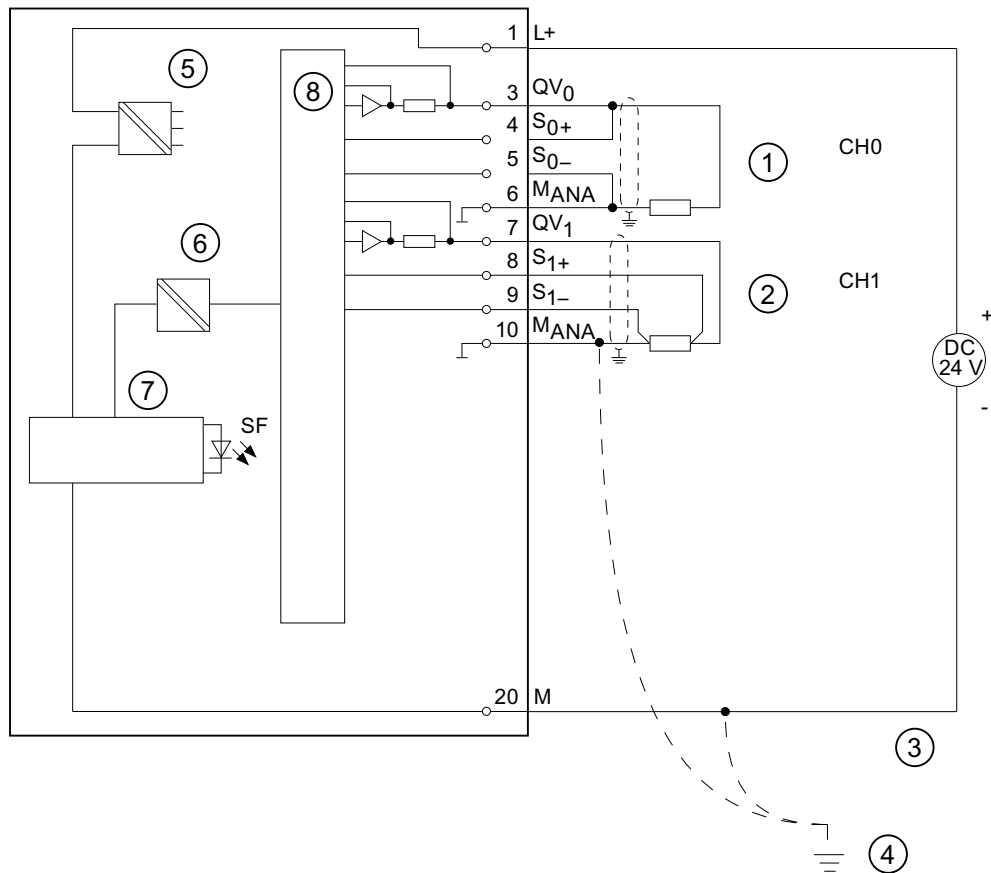 1 L+
5
8
3 QV0
4 S0+
1 CH0
5 S0–
6 MANA
7 QV1
6
8 S1+
2 CH1
9 S1–
10 MANA
+
DC
24 V
7
-
SF
20 M
3
4